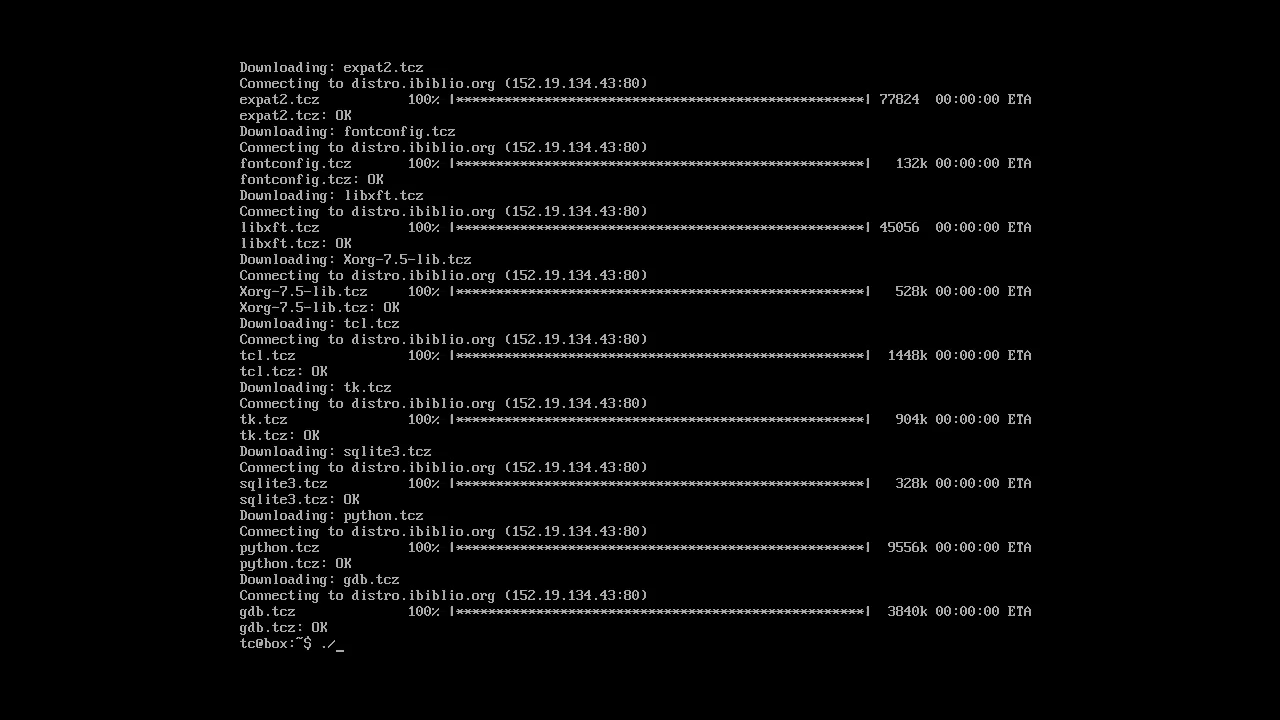 Downloading: expat2.tcz
Connecting to distro.ibiblio.org (152.19.134.43:80)
expat2.tcz           100% |***************************************************| 77824  00:00:00 ETA
expat2.tcz: OK
Downloading: fontconfig.tcz
Connecting to distro.ibiblio.org (152.19.134.43:80)
fontconfig.tcz       100% |***************************************************|   132k 00:00:00 ETA
fontconfig.tcz: OK
Downloading: libxft.tcz
Connecting to distro.ibiblio.org (152.19.134.43:80)
libxft.tcz           100% |***************************************************| 45056  00:00:00 ETA
libxft.tcz: OK
Downloading: Xorg-7.5-lib.tcz
Connecting to distro.ibiblio.org (152.19.134.43:80)
Xorg-7.5-lib.tcz     100% |***************************************************|   528k 00:00:00 ETA
Xorg-7.5-lib.tcz: OK
Downloading: tcl.tcz
Connecting to distro.ibiblio.org (152.19.134.43:80)
tcl.tcz              100% |***************************************************|  1448k 00:00:00 ETA
tcl.tcz: OK
Downloading: tk.tcz
Connecting to distro.ibiblio.org (152.19.134.43:80)
tk.tcz               100% |***************************************************|   904k 00:00:00 ETA
tk.tcz: OK
Downloading: sqlite3.tcz
Connecting to distro.ibiblio.org (152.19.134.43:80)
sqlite3.tcz          100% |***************************************************|   328k 00:00:00 ETA
sqlite3.tcz: OK
Downloading: python.tcz
Connecting to distro.ibiblio.org (152.19.134.43:80)
python.tcz           100% |***************************************************|  9556k 00:00:00 ETA
python.tcz: OK
Downloading: gdb.tcz
Connecting to distro.ibiblio.org (152.19.134.43:80)
gdb.tcz              100% |***************************************************|  3840k 00:00:00 ETA
gdb.tcz: OK
tc@box:~$ ./_